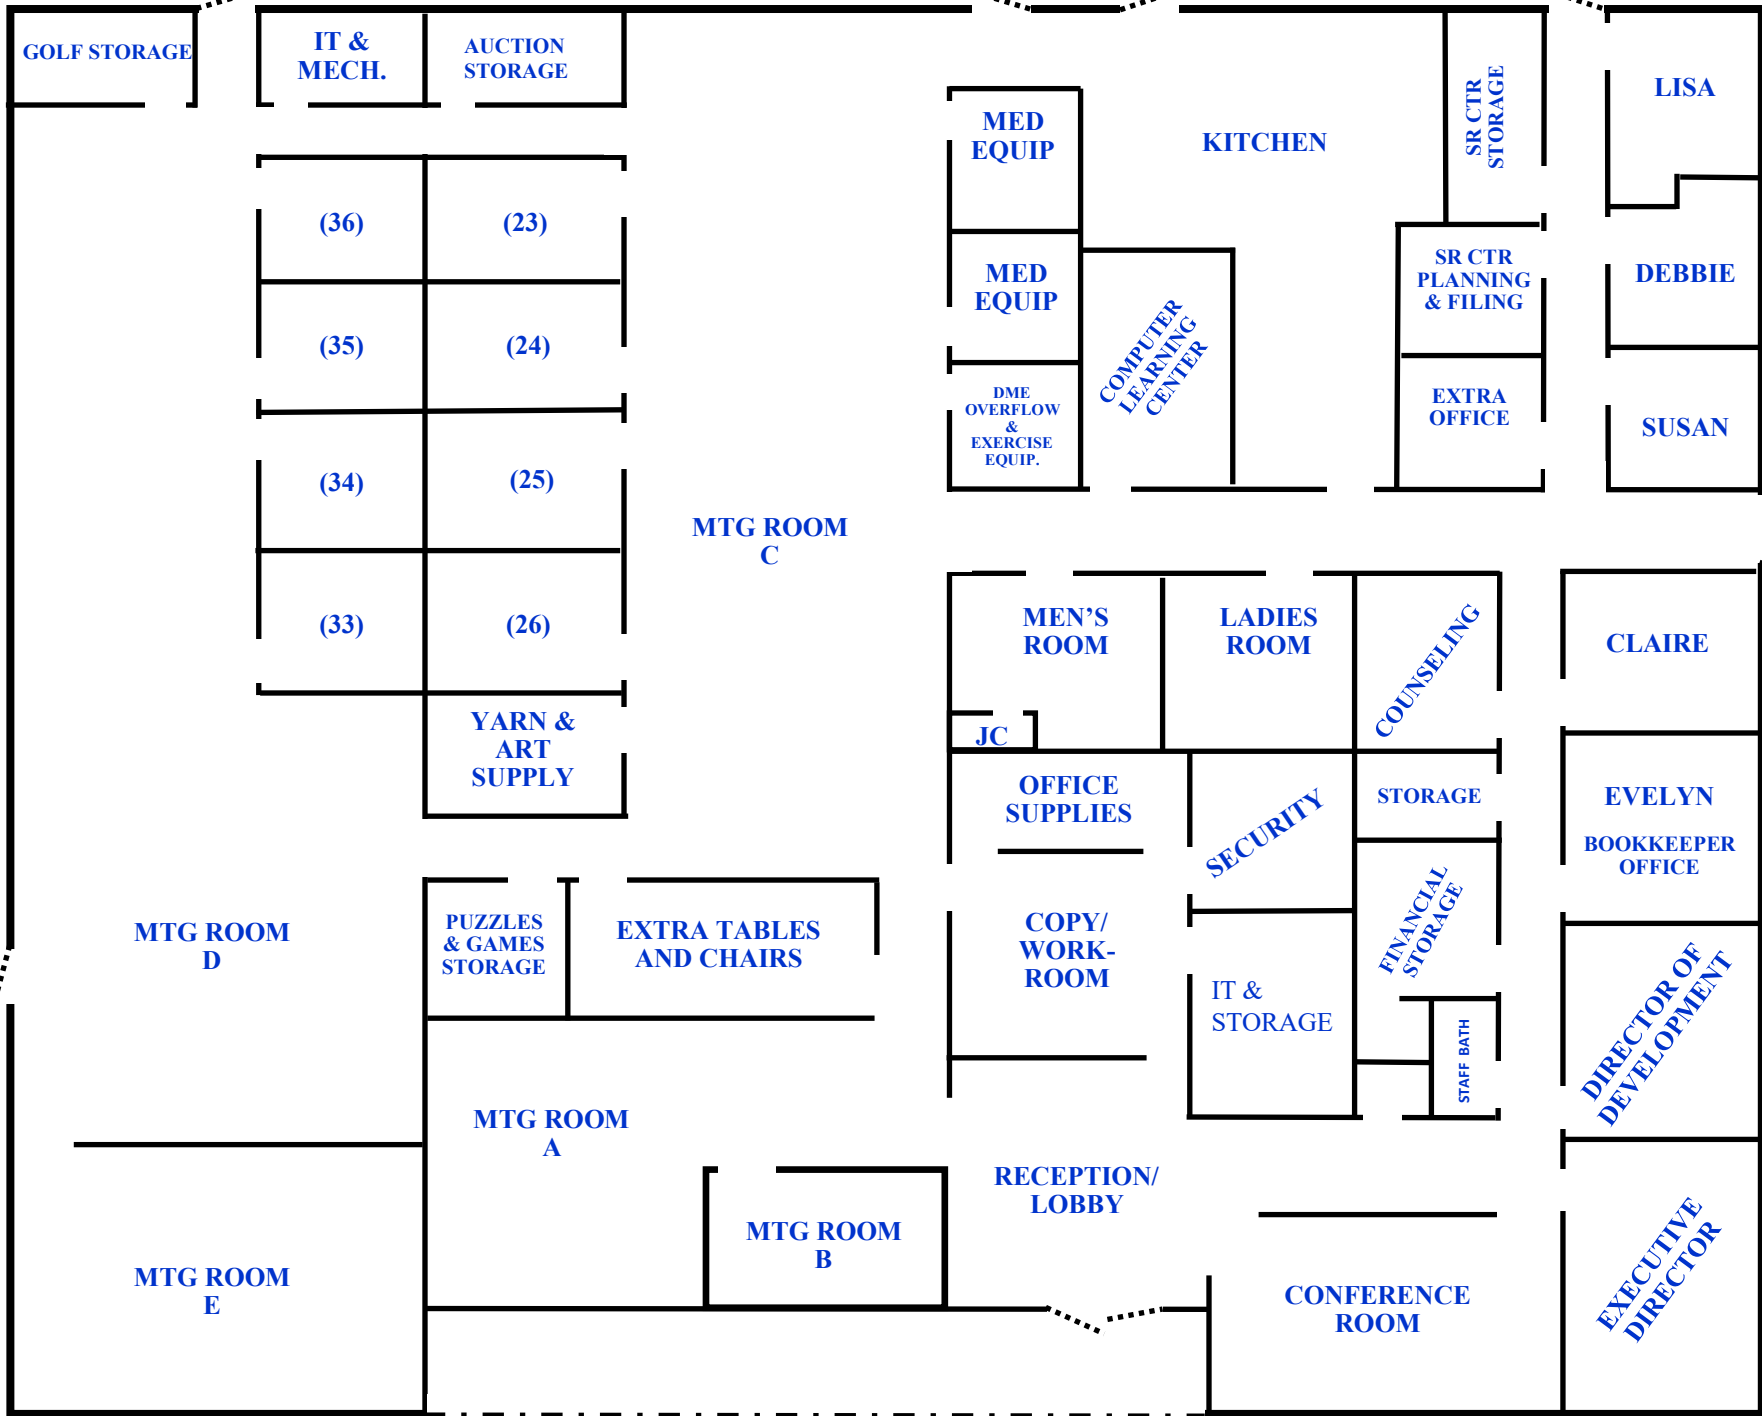 GOLF STORAGE
IT &
MECH.
AUCTION
STORAGE
MED
EQUIP
KITCHEN
SR CTR
STORAGE
LISA
(36)
(23)
MED
EQUIP
SR CTR
PLANNING
& FILING
DEBBIE
(35)
(24)
COMPUTER
LEARNING
CENTER
DME
OVERFLOW
&
EXERCISE
EQUIP.
EXTRA
OFFICE
SUSAN
(34)
(25)
MTG ROOM
C
(33)
(26)
MEN’S
ROOM
LADIES
ROOM
COUNSELING
CLAIRE
YARN &
ART
SUPPLY
JC
OFFICE
SUPPLIES
SECURITY
STORAGE
EVELYN
BOOKKEEPER
OFFICE
MTG ROOM
D
PUZZLES
& GAMES
STORAGE
EXTRA TABLES
AND CHAIRS
COPY/
WORK-
ROOM
IT &
STORAGE
FINANCIAL
STORAGE
STAFF BATH
DIRECTOR OF
DEVELOPMENT
MTG ROOM
A
RECEPTION/
LOBBY
MTG ROOM
B
MTG ROOM
E
CONFERENCE
ROOM
EXECUTIVE
DIRECTOR